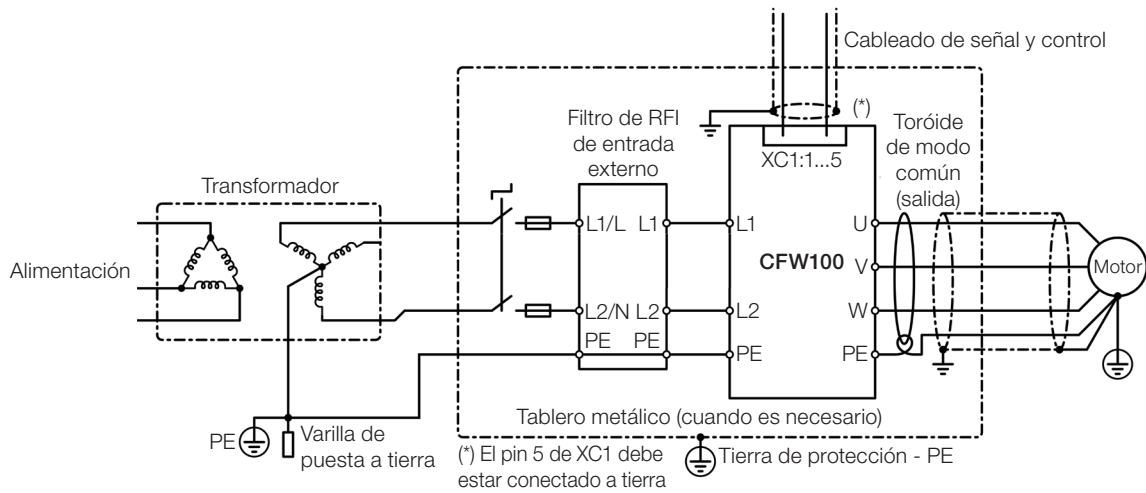 Cableado de señal y control
(*)
Filtro de RFI
de entrada
externo
XC1:1...5
Toróide
de modo
común
(salida)
Transformador
L1/L L1
L1
U
Alimentación
CFW100
V
Motor
L2/N L2
L2
W
PE PE
PE
PE
Tablero metálico (cuando es necesario)
PE
Varilla de
puesta a tierra
(*) El pin 5 de XC1 debe
estar conectado a tierra
Tierra de protección - PE